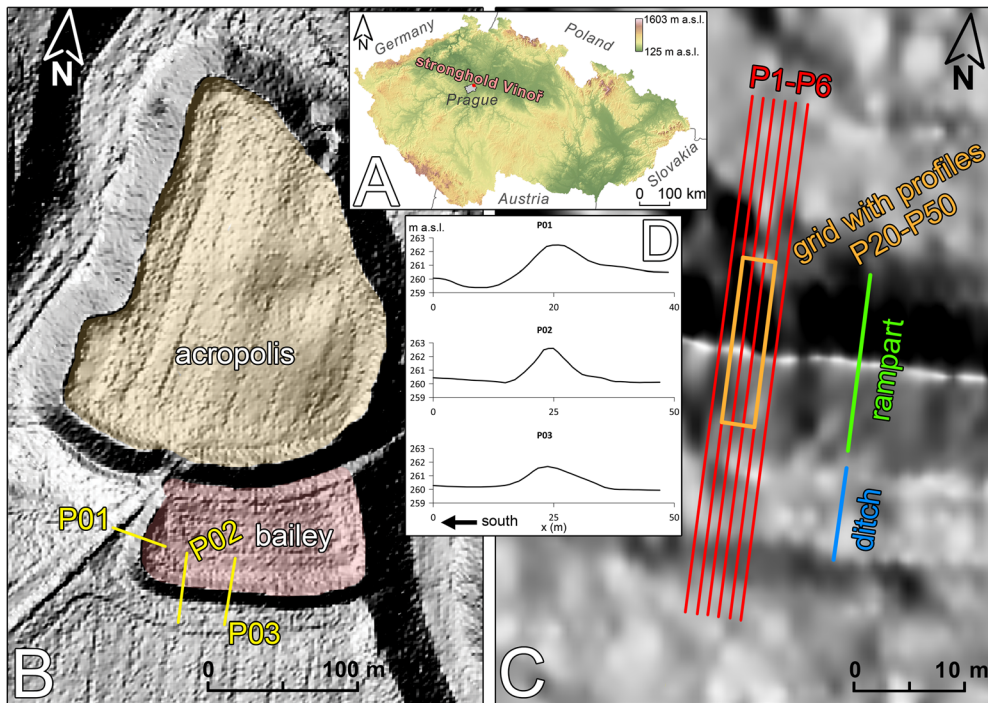 N
acropolis
bailey
P01
P02
P03
B
0 100 m
N
Germany
Poland
1603 m a.s.l.
125 m a.s.l.
stronghold Vinoř
Prague
Slovakia
Austria
0 100 km
A
m a.s.l.
D
P01
263
262
261
260
259
0 20 40
P02
263
262
261
260
259
0 25 50
P03
263
262
261
260
259
0 25 50
south
x (m)
N
P1-P6
grid with profiles
P20-P50
rampart
ditch
C
0 10 m